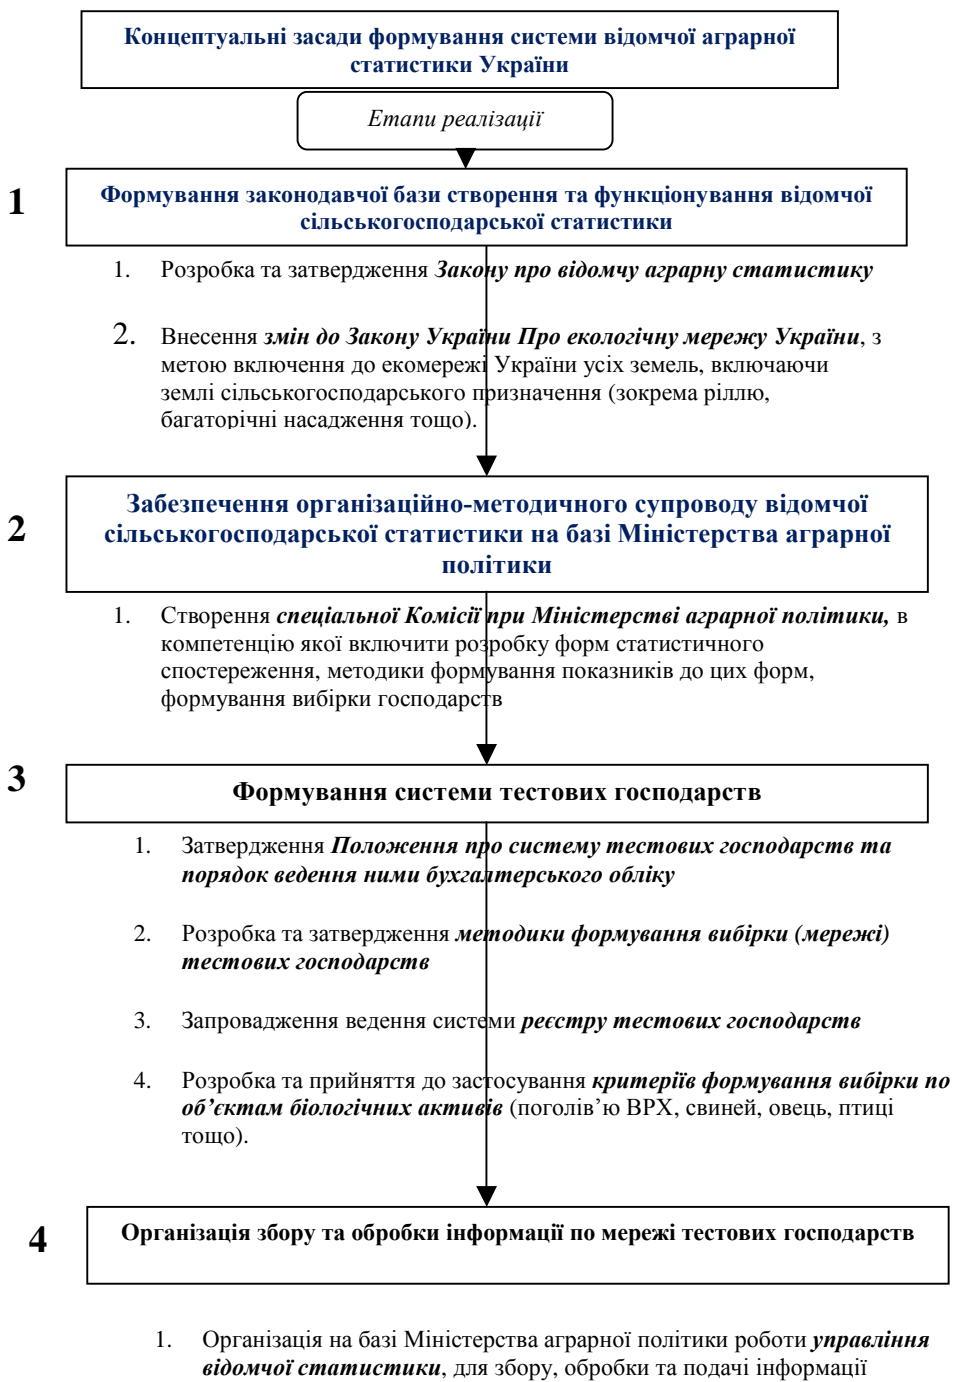 Концептуальні засади формування системи відомчої аграрної
статистики України
Етапи реалізації
1
Формування законодавчої бази створення та функціонування відомчої
сільськогосподарської статистики
1. Розробка та затвердження Закону про відомчу аграрну статистику
2. Внесення змін до Закону України Про екологічну мережу України, з
метою включення до екомережі України усіх земель, включаючи
землі сільськогосподарського призначення (зокрема ріллю,
багаторічні насадження тощо).
2
Забезпечення організаційно-методичного супроводу відомчої
сільськогосподарської статистики на базі Міністерства аграрної
політики
1. Створення спеціальної Комісії при Міністерстві аграрної політики, в
компетенцію якої включити розробку форм статистичного
спостереження, методики формування показників до цих форм,
формування вибірки господарств
3
Формування системи тестових господарств
1. Затвердження Положення про систему тестових господарств та
порядок ведення ними бухгалтерського обліку
2. Розробка та затвердження методики формування вибірки (мережі)
тестових господарств
3. Запровадження ведення системи реєстру тестових господарств
4. Розробка та прийняття до застосування критеріїв формування вибірки по
об’єктам біологічних активів (поголів’ю ВРХ, свиней, овець, птиці
тощо).
4
Організація збору та обробки інформації по мережі тестових господарств
1. Організація на базі Міністерства аграрної політики роботи управління
відомчої статистики, для збору, обробки та подачі інформації